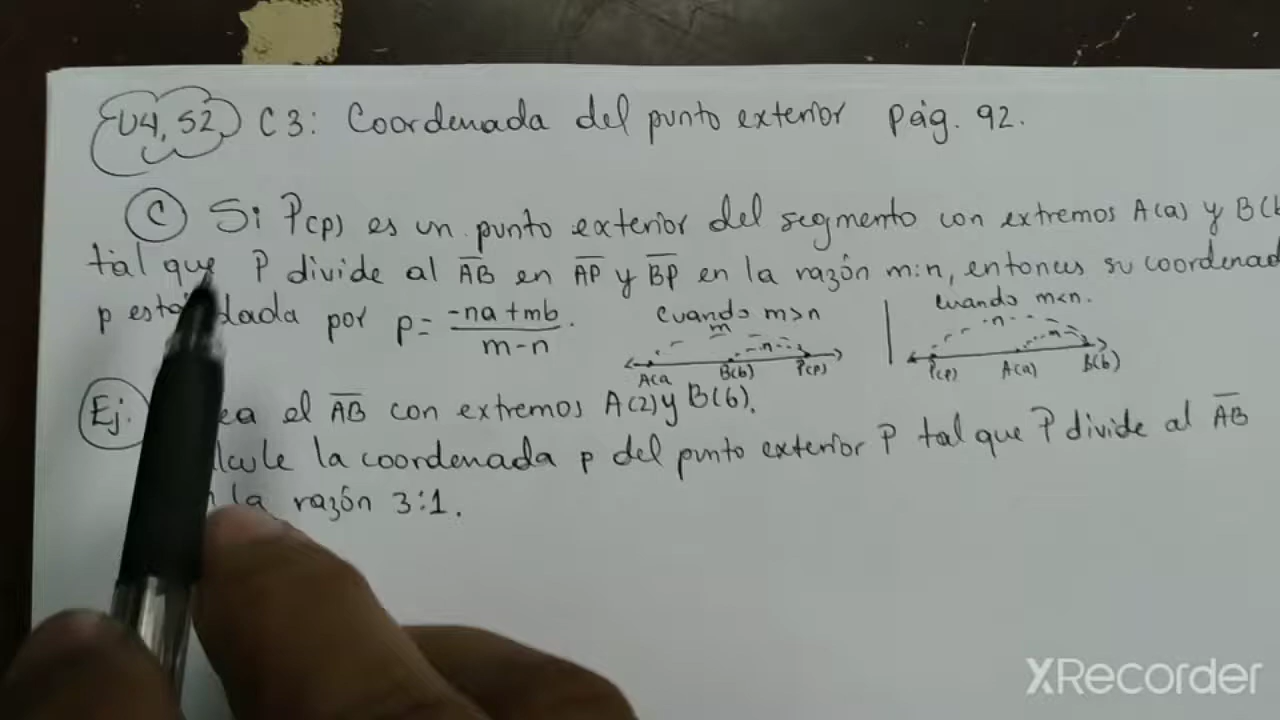 U4, S2 C3: Coordenada del punto exterior Pág. 92.
C Si P(p) es un punto exterior del segmento con extremos A(a) y B(b
tal que P divide al AB en AP y BP en la razón m:n, entonces su coordenad
p está dada por p = -na + mb / m - n.
cuando m>n
m
n
A(a
B(b)
P(p)
cuando m<n.
n
m
P(p)
A(a)
B(b)
Ej: el AB con extremos A(2) y B(6).
la coordenada p del punto exterior P tal que P divide al AB
la razón 3:1.
XRecorder